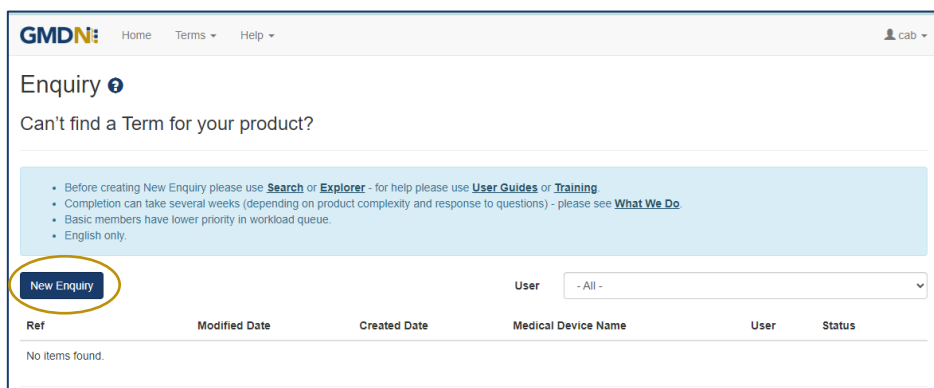 GMDN Home Terms Help cab
Enquiry ?
Can't find a Term for your product?
• Before creating New Enquiry please use Search or Explorer - for help please use User Guides or Training.
• Completion can take several weeks (depending on product complexity and response to questions) - please see What We Do.
• Basic members have lower priority in workload queue.
• English only.
New Enquiry User - All -
Ref Modified Date Created Date Medical Device Name User Status
No items found.